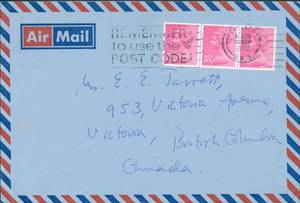 Air Mail
REMEMBER
to use the
POST CODE
Ms. E. E. Jarrett,
953, Victoria Avenue,
Victoria, British Columbia
Canada.